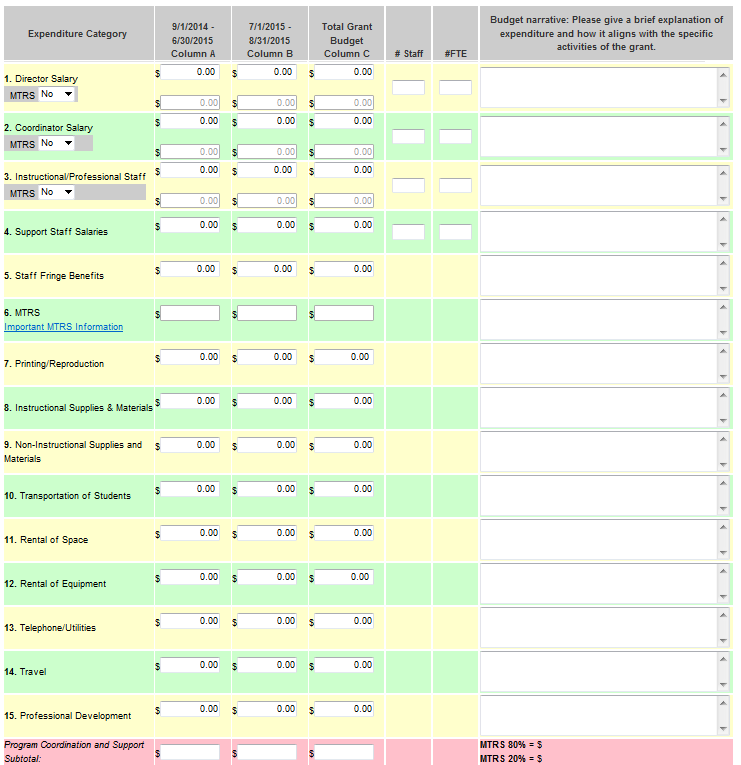 Expenditure Category
9/1/2014 -
6/30/2015
Column A
7/1/2015 -
8/31/2015
Column B
Total Grant
Budget
Column C
# Staff
#FTE
Budget narrative: Please give a brief explanation of
expenditure and how it aligns with the specific
activities of the grant.
1. Director Salary
MTRS No
$ 0.00 $ 0.00 $ 0.00
$ 0.00 $ 0.00 $ 0.00
2. Coordinator Salary
MTRS No
$ 0.00 $ 0.00 $ 0.00
$ 0.00 $ 0.00 $ 0.00
3. Instructional/Professional Staff
MTRS No
$ 0.00 $ 0.00 $ 0.00
$ 0.00 $ 0.00 $ 0.00
4. Support Staff Salaries
$ 0.00 $ 0.00 $ 0.00
5. Staff Fringe Benefits
$ 0.00 $ 0.00 $ 0.00
6. MTRS
Important MTRS Information
$ $ $
7. Printing/Reproduction
$ 0.00 $ 0.00 $ 0.00
8. Instructional Supplies & Materials
$ 0.00 $ 0.00 $ 0.00
9. Non-Instructional Supplies and
Materials
$ 0.00 $ 0.00 $ 0.00
10. Transportation of Students
$ 0.00 $ 0.00 $ 0.00
11. Rental of Space
$ 0.00 $ 0.00 $ 0.00
12. Rental of Equipment
$ 0.00 $ 0.00 $ 0.00
13. Telephone/Utilities
$ 0.00 $ 0.00 $ 0.00
14. Travel
$ 0.00 $ 0.00 $ 0.00
15. Professional Development
$ 0.00 $ 0.00 $ 0.00
Program Coordination and Support
Subtotal:
$ $ $
MTRS 80% = $
MTRS 20% = $